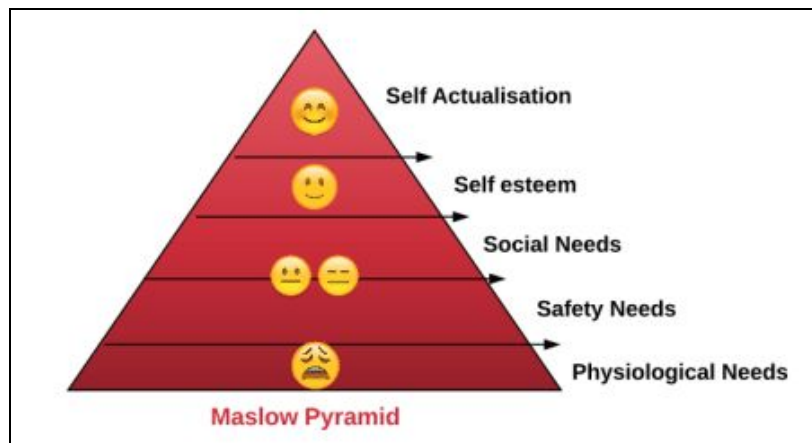 Self Actualisation
Self esteem
Social Needs
Safety Needs
Physiological Needs
Maslow Pyramid